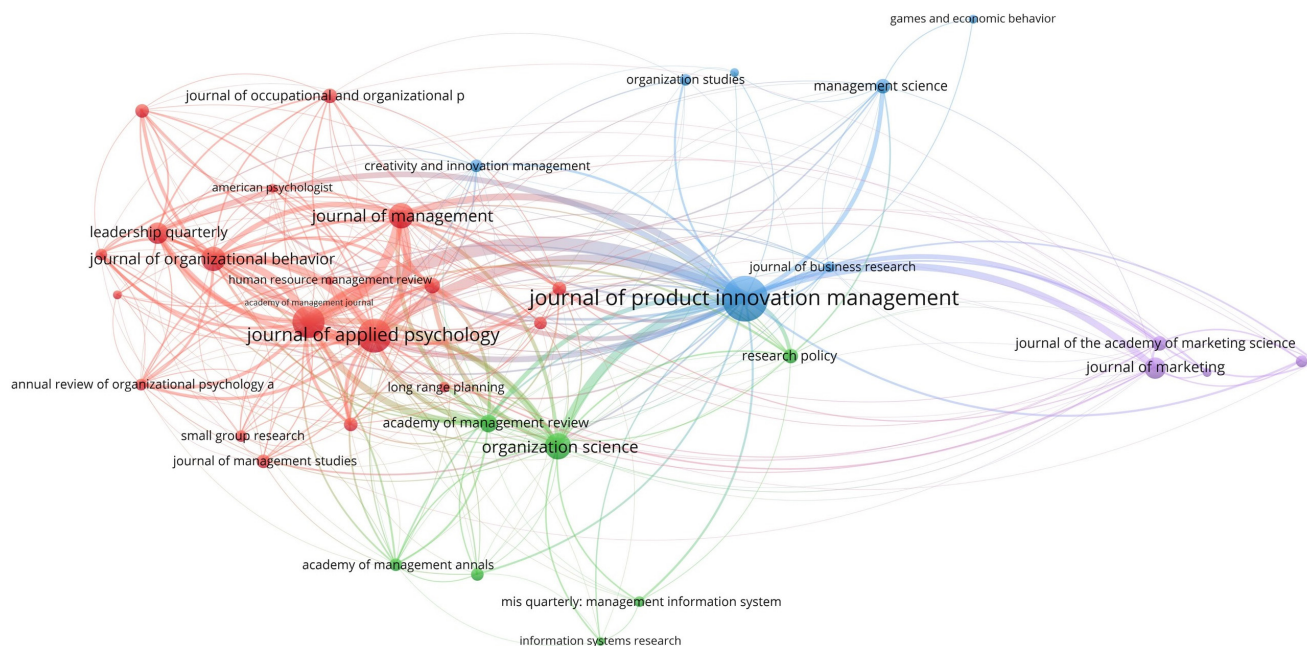 games and economic behavior
organization studies
management science
journal of occupational and organizational p
creativity and innovation management
american psychologist
journal of management
leadership quarterly
journal of organizational behavior
journal of business research
human resource management review
journal of product innovation management
academy of management journal
journal of applied psychology
journal of the academy of marketing science
research policy
journal of marketing
annual review of organizational psychology a
long range planning
academy of management review
small group research
organization science
journal of management studies
academy of management annals
mis quarterly: management information system
information systems research